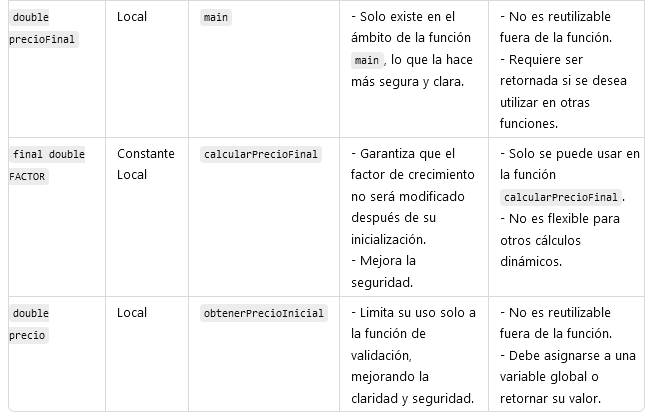 double
precioFinal
Local
main
- Solo existe en el
ámbito de la función
main, lo que la hace
más segura y clara.
- No es reutilizable
fuera de la función.
- Requiere ser
retornada si se desea
utilizar en otras
funciones.
final double
FACTOR
Constante
Local
calcularPrecioFinal
- Garantiza que el
factor de crecimiento
no será modificado
después de su
inicialización.
- Mejora la
seguridad.
- Solo se puede usar en
la función
calcularPrecioFinal.
- No es flexible para
otros cálculos
dinámicos.
double
precio
Local
obtenerPrecioInicial
- Limita su uso solo a
la función de
validación,
mejorando la
claridad y seguridad.
- No es reutilizable
fuera de la función.
- Debe asignarse a una
variable global o
retornar su valor.